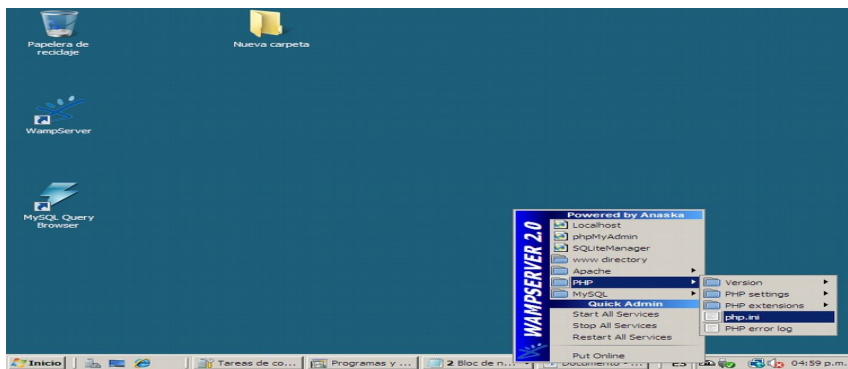 Papelera de
reciclaje
Nueva carpeta
WampServer
MySQL Query
Browser
WAMPSERVER 2.0
Powered by Anaska
Localhost
phpMyAdmin
SQLiteManager
www directory
Apache
PHP
MySQL
Quick Admin
Start All Services
Stop All Services
Restart All Services
Put Online
Version
PHP settings
PHP extensions
php.ini
PHP error log
Inicio
Tareas de co...
Programas y ...
2 Bloc de n...
Documento - ...
ES
04:59 p.m.